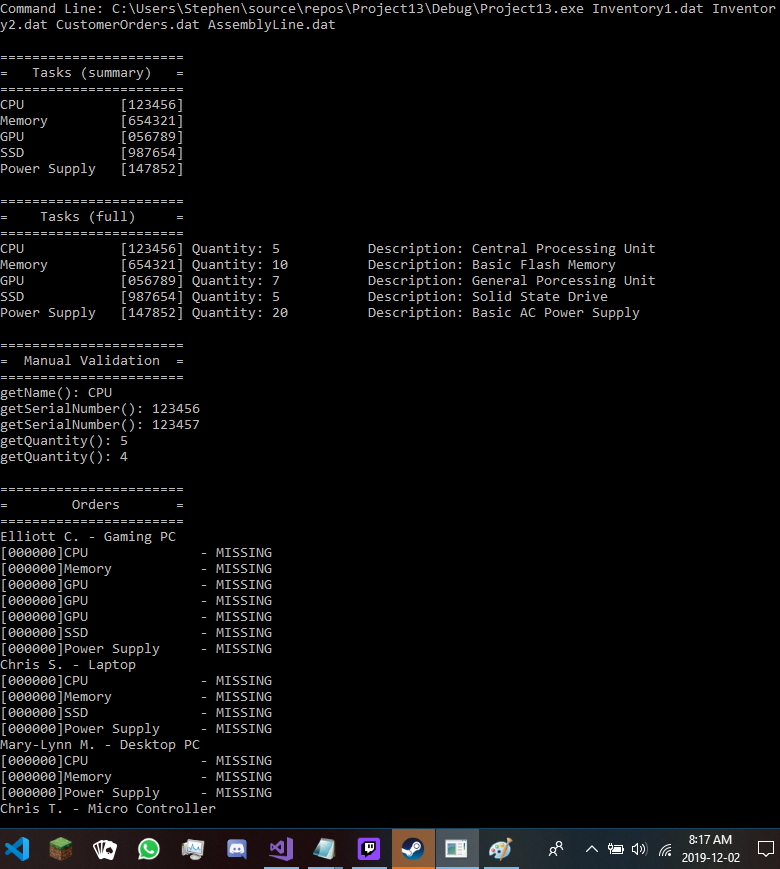 Command Line: C:\Users\Stephen\source\repos\Project13\Debug\Project13.exe Inventory1.dat Inventor
y2.dat CustomerOrders.dat AssemblyLine.dat
=======================
=   Tasks (summary)   =
=======================
CPU            [123456]
Memory         [654321]
GPU            [056789]
SSD            [987654]
Power Supply   [147852]
=======================
=    Tasks (full)     =
=======================
CPU            [123456] Quantity: 5           Description: Central Processing Unit
Memory         [654321] Quantity: 10          Description: Basic Flash Memory
GPU            [056789] Quantity: 7           Description: General Porcessing Unit
SSD            [987654] Quantity: 5           Description: Solid State Drive
Power Supply   [147852] Quantity: 20          Description: Basic AC Power Supply
=======================
=  Manual Validation  =
=======================
getName(): CPU
getSerialNumber(): 123456
getSerialNumber(): 123457
getQuantity(): 5
getQuantity(): 4
=======================
=        Orders       =
=======================
Elliott C. - Gaming PC
[000000]CPU              - MISSING
[000000]Memory           - MISSING
[000000]GPU              - MISSING
[000000]GPU              - MISSING
[000000]GPU              - MISSING
[000000]SSD              - MISSING
[000000]Power Supply     - MISSING
Chris S. - Laptop
[000000]CPU              - MISSING
[000000]Memory           - MISSING
[000000]SSD              - MISSING
[000000]Power Supply     - MISSING
Mary-Lynn M. - Desktop PC
[000000]CPU              - MISSING
[000000]Memory           - MISSING
[000000]Power Supply     - MISSING
Chris T. - Micro Controller
8:17 AM
2019-12-02